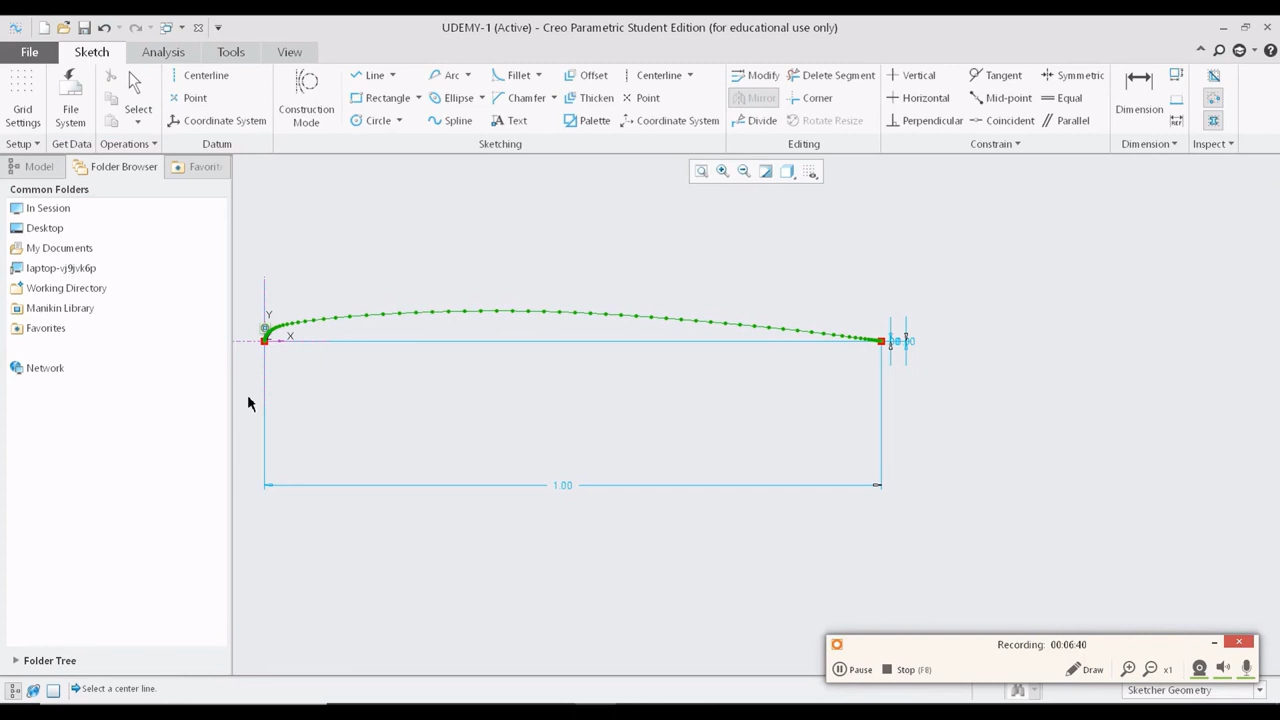 UDEMY-1 (Active) - Creo Parametric Student Edition (for educational use only)
File Sketch Analysis Tools View
Grid Settings
Setup
File System
Get Data
Select
Operations
Centerline
Point
Coordinate System
Datum
Construction Mode
Line Arc Fillet Offset Centerline
Rectangle Ellipse Chamfer Thicken Point
Circle Spline Text Palette Coordinate System
Sketching
Modify Delete Segment
Mirror Corner
Divide Rotate Resize
Editing
Vertical Tangent Symmetric
Horizontal Mid-point Equal
Perpendicular Coincident Parallel
Constrain
Dimension
REF
Dimension
Inspect
Model Folder Browser Favorit
Common Folders
In Session
Desktop
My Documents
laptop-vj9jvk6p
Working Directory
Manikin Library
Favorites
Network
Folder Tree
Y
X
1.00
Recording: 00:06:40
Pause Stop (F8) Draw x1
Select a center line.
Sketcher Geometry